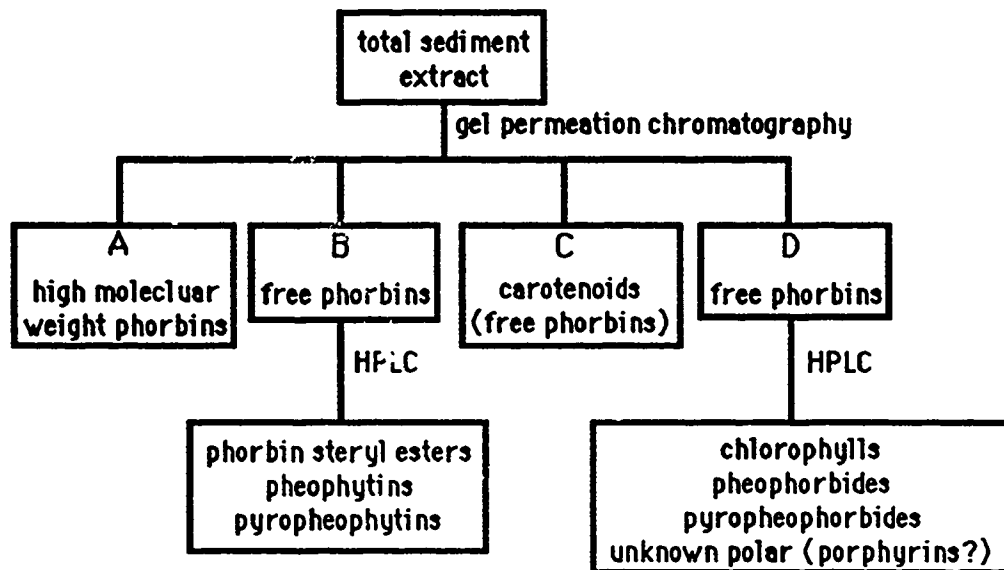 total sediment
extract
gel permeation chromatography
A
high molecluar
weight phorbins
B
free phorbins
C
carotenoids
(free phorbins)
D
free phorbins
HPLC
HPLC
phorbin steryl esters
pheophytins
pyropheophytins
chlorophylls
pheophorbides
pyropheophorbides
unknown polar (porphyrins?)